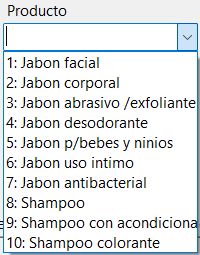 Producto
1: Jabon facial
2: Jabon corporal
3: Jabon abrasivo /exfoliante
4: Jabon desodorante
5: Jabon p/bebes y ninios
6: Jabon uso intimo
7: Jabon antibacterial
8: Shampoo
9: Shampoo con acondiciona
10: Shampoo colorante